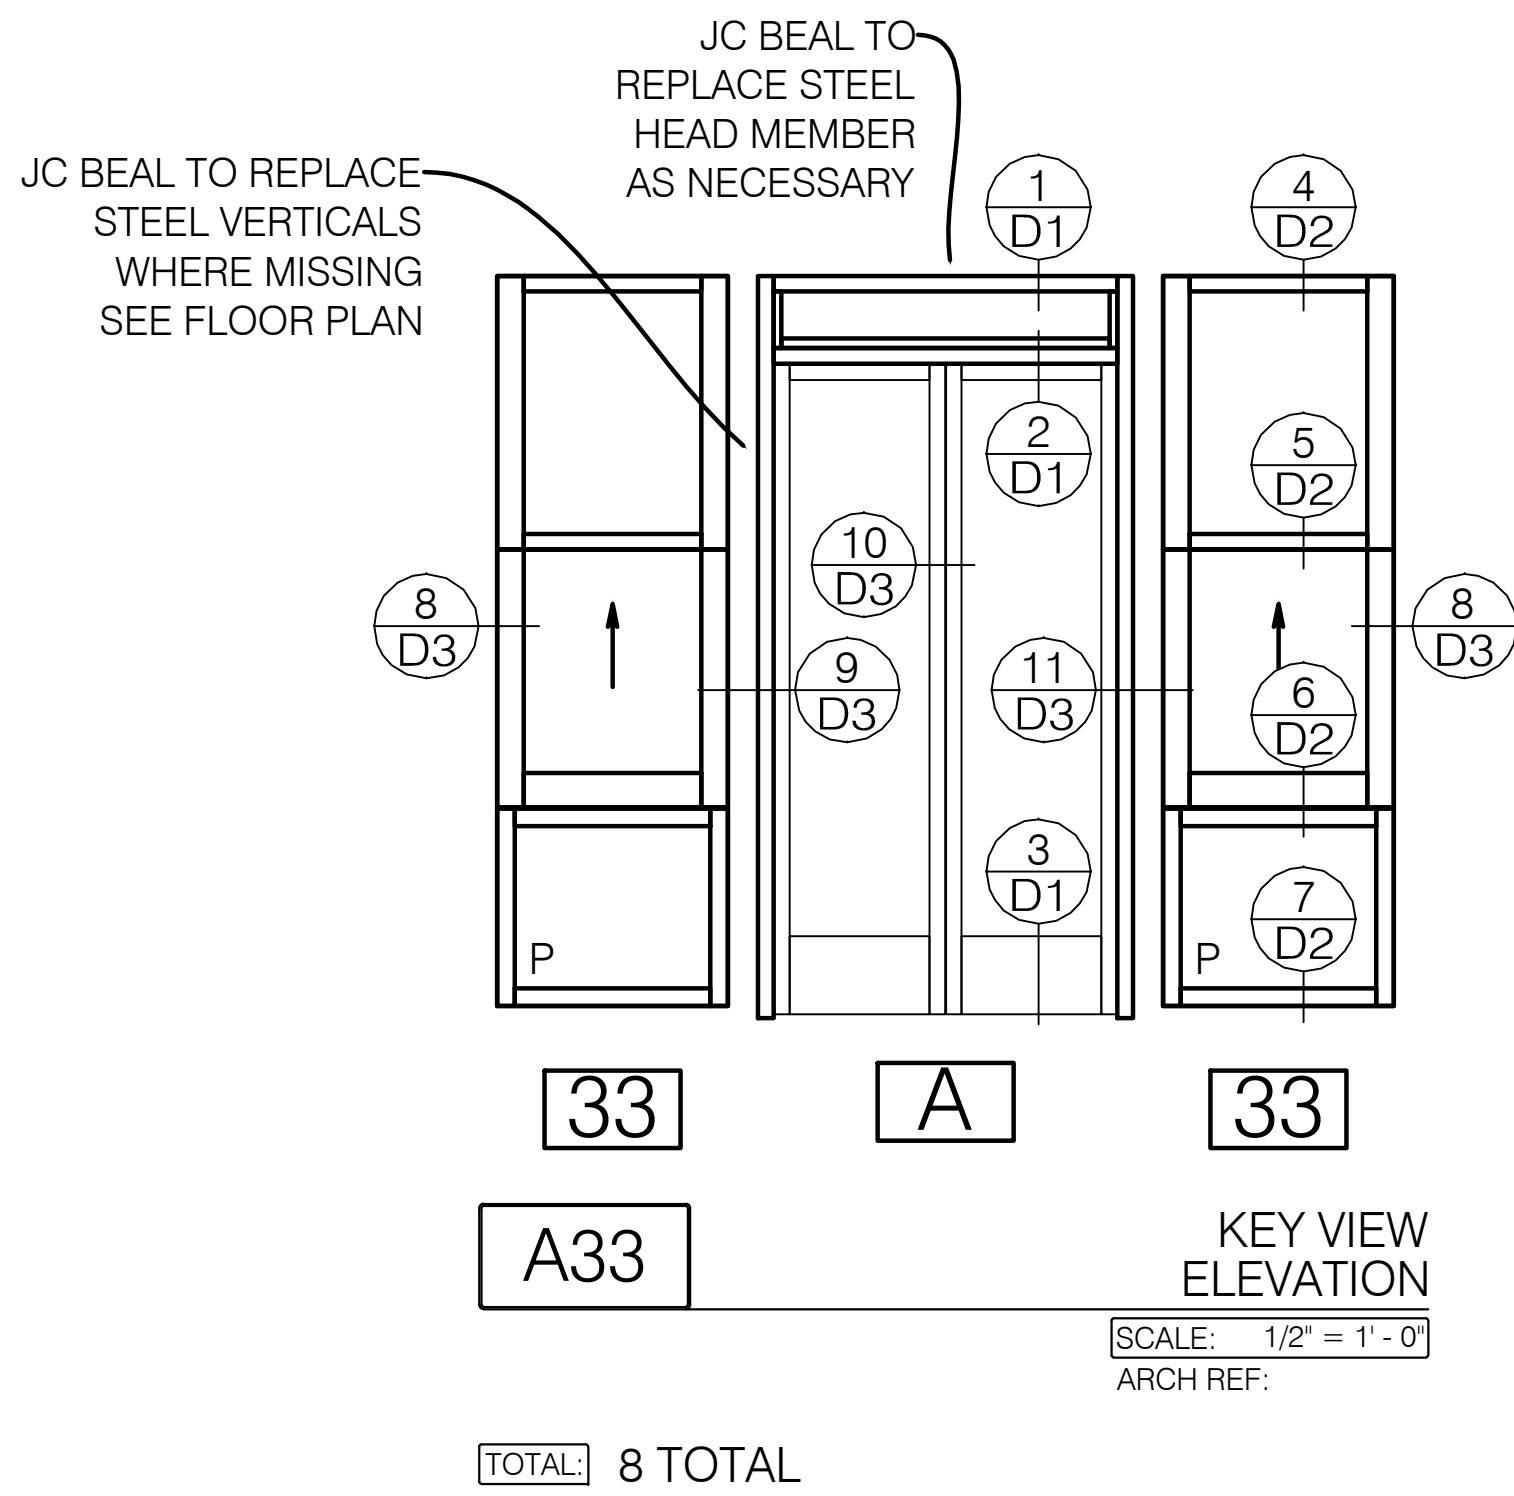 JC BEAL TO
REPLACE STEEL
HEAD MEMBER
AS NECESSARY
JC BEAL TO REPLACE
STEEL VERTICALS
WHERE MISSING
SEE FLOOR PLAN
1
D1
4
D2
2
D1
5
D2
10
D3
8
D3
8
D3
9
D3
11
D3
6
D2
3
D1
7
D2
P
P
33
A
33
A33
KEY VIEW
ELEVATION
SCALE: 1/2" = 1' - 0"
ARCH REF:
TOTAL: 8 TOTAL